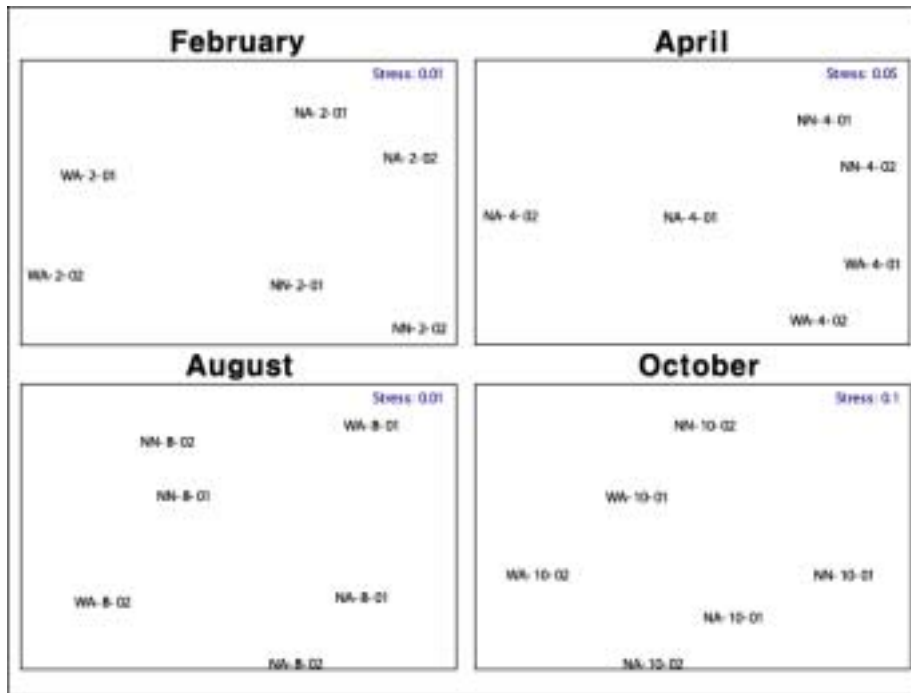 February
Stress: 0.01
NA-2-01
NA-2-02
WA-2-01
WA-2-02
NN-2-01
NN-2-02
April
Stress: 0.05
NN-4-01
NN-4-02
NA-4-02
NA-4-01
WA-4-01
WA-4-02
August
Stress: 0.01
WA-8-01
NN-8-02
NN-8-01
WA-8-02
NA-8-01
NA-8-02
October
Stress: 0.1
NN-10-02
WA-10-01
WA-10-02
NN-10-01
NA-10-01
NA-10-02